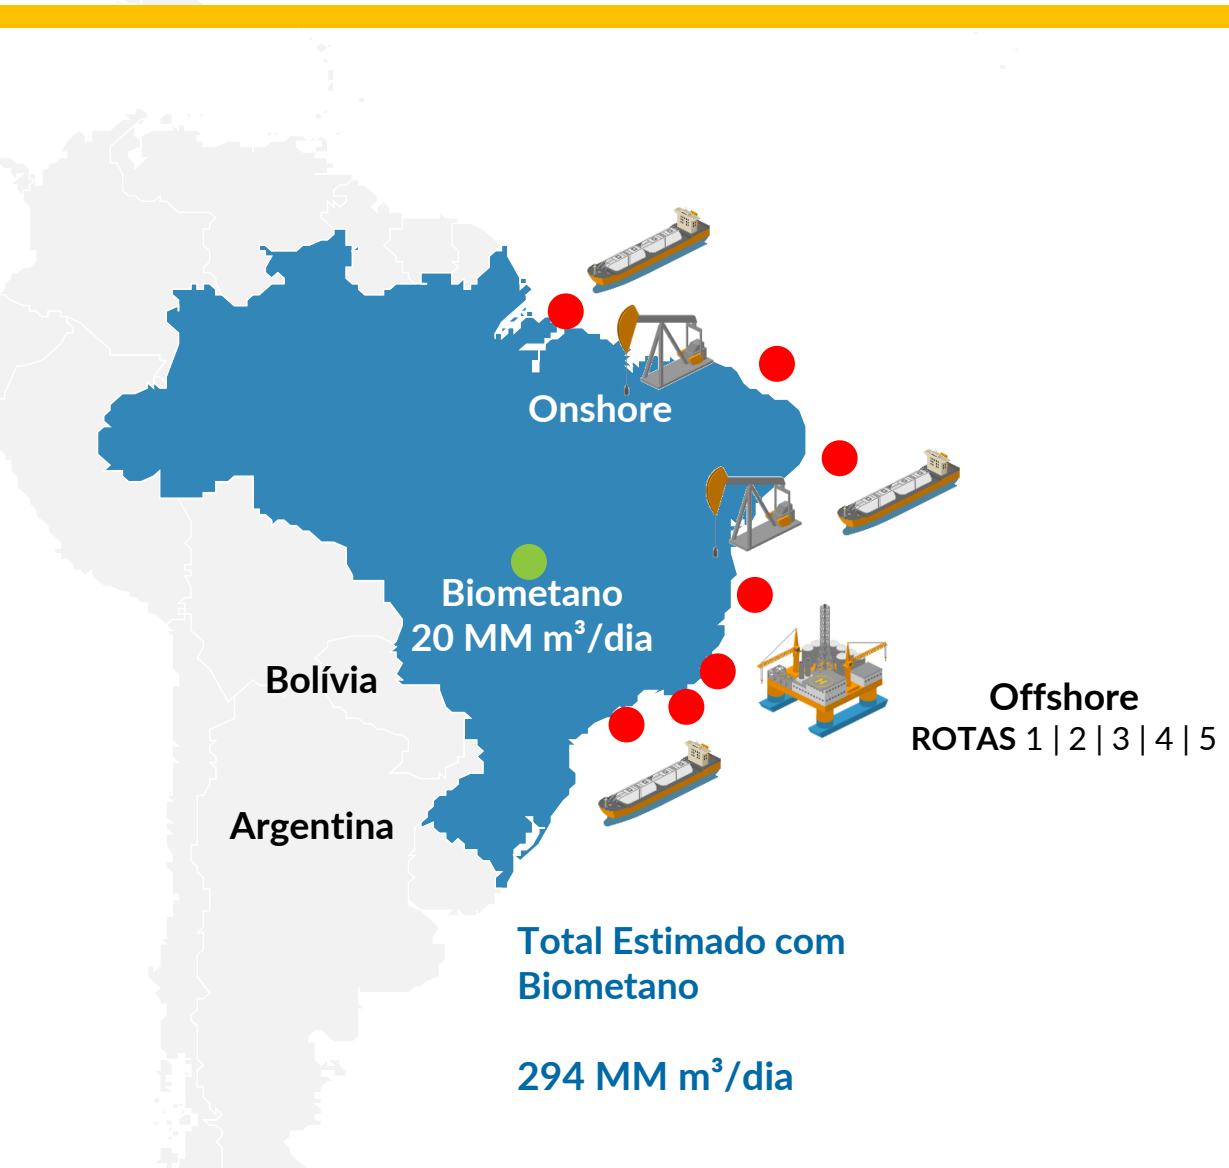 Onshore
Biometano
20 MM m³/dia
Bolívia
Offshore
ROTAS 1 | 2 | 3 | 4 | 5
Argentina
Total Estimado com
Biometano
294 MM m³/dia